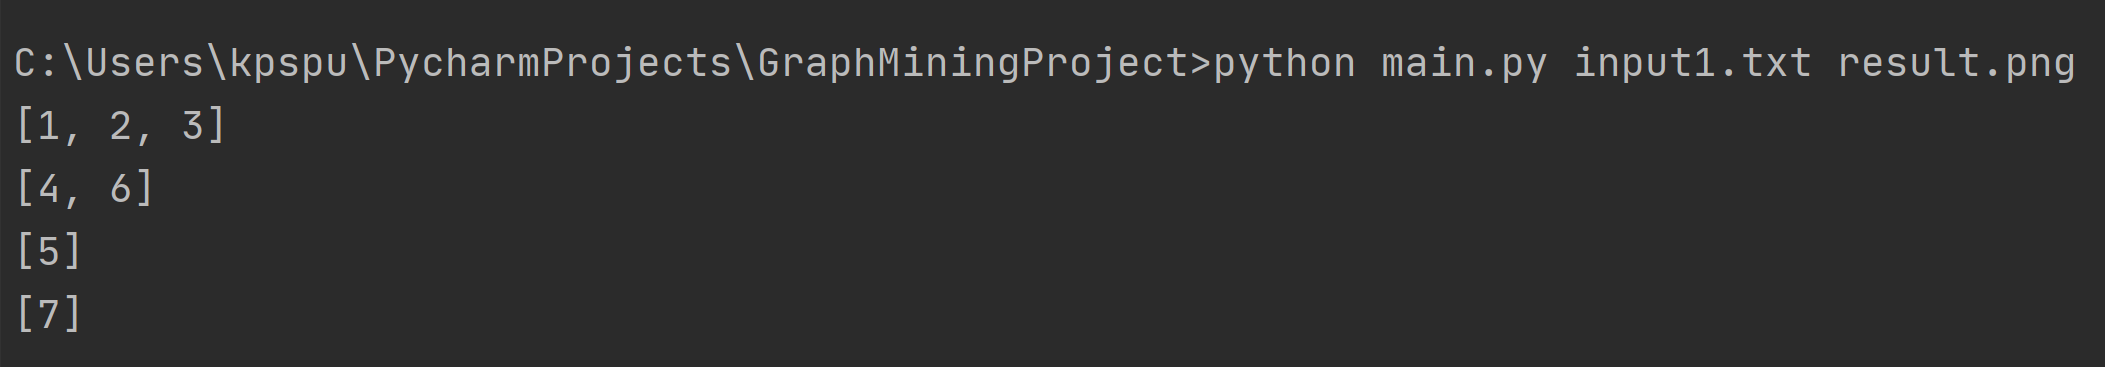 C:\Users\kpspu\PycharmProjects\GraphMiningProject>python main.py input1.txt result.png
[1, 2, 3]
[4, 6]
[5]
[7]